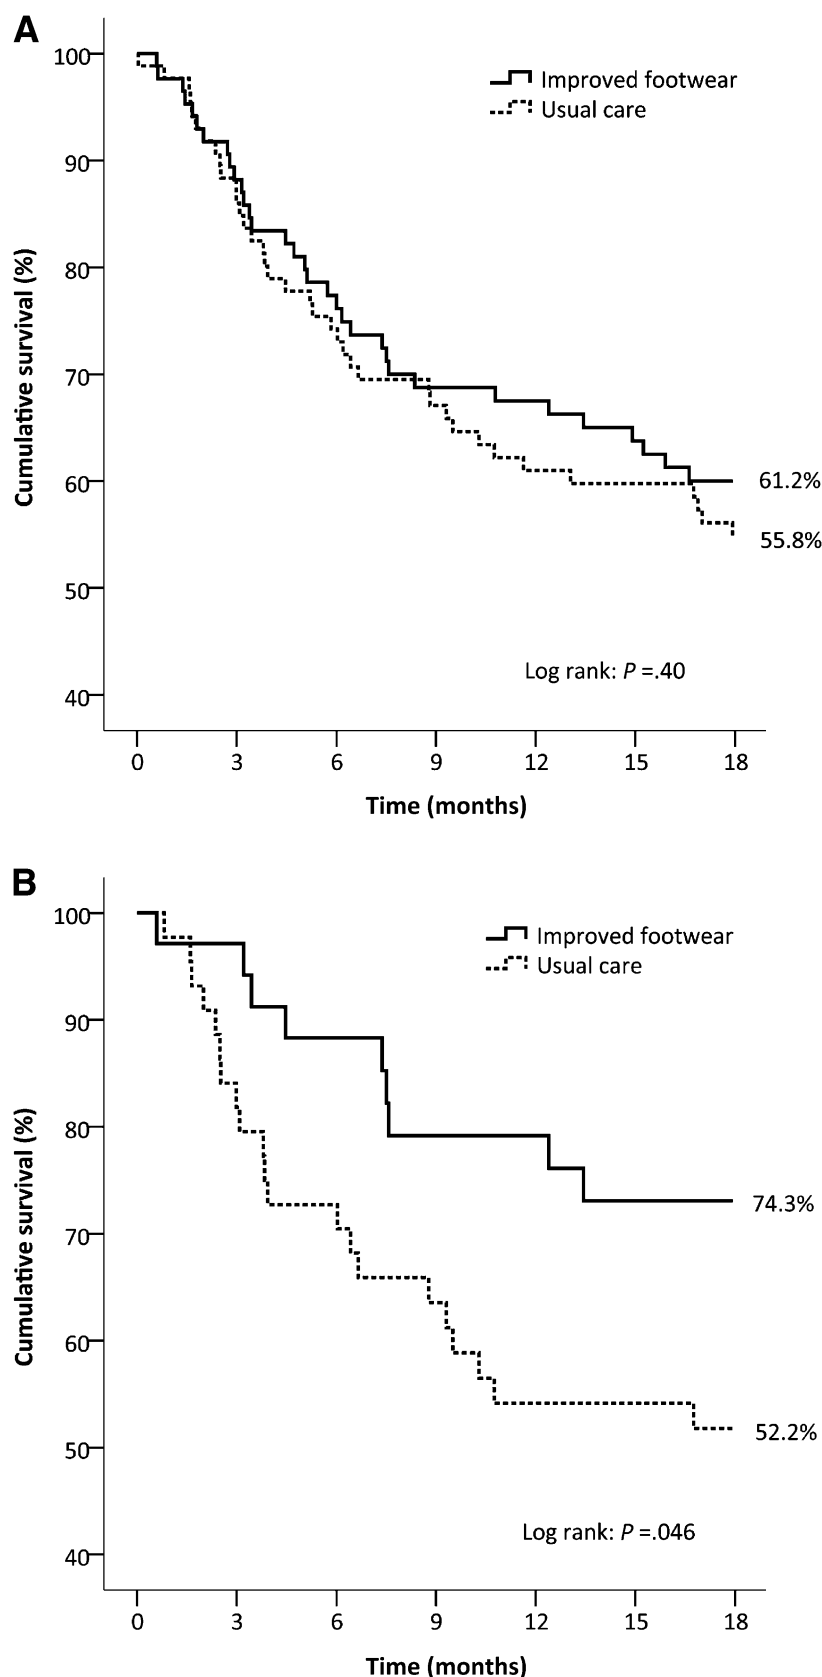 A
100
90
80
70
60
50
40
Cumulative survival (%)
Improved footwear
Usual care
61.2%
55.8%
Log rank: P =.40
0 3 6 9 12 15 18
Time (months)
B
100
90
80
70
60
50
40
Cumulative survival (%)
Improved footwear
Usual care
74.3%
52.2%
Log rank: P =.046
0 3 6 9 12 15 18
Time (months)